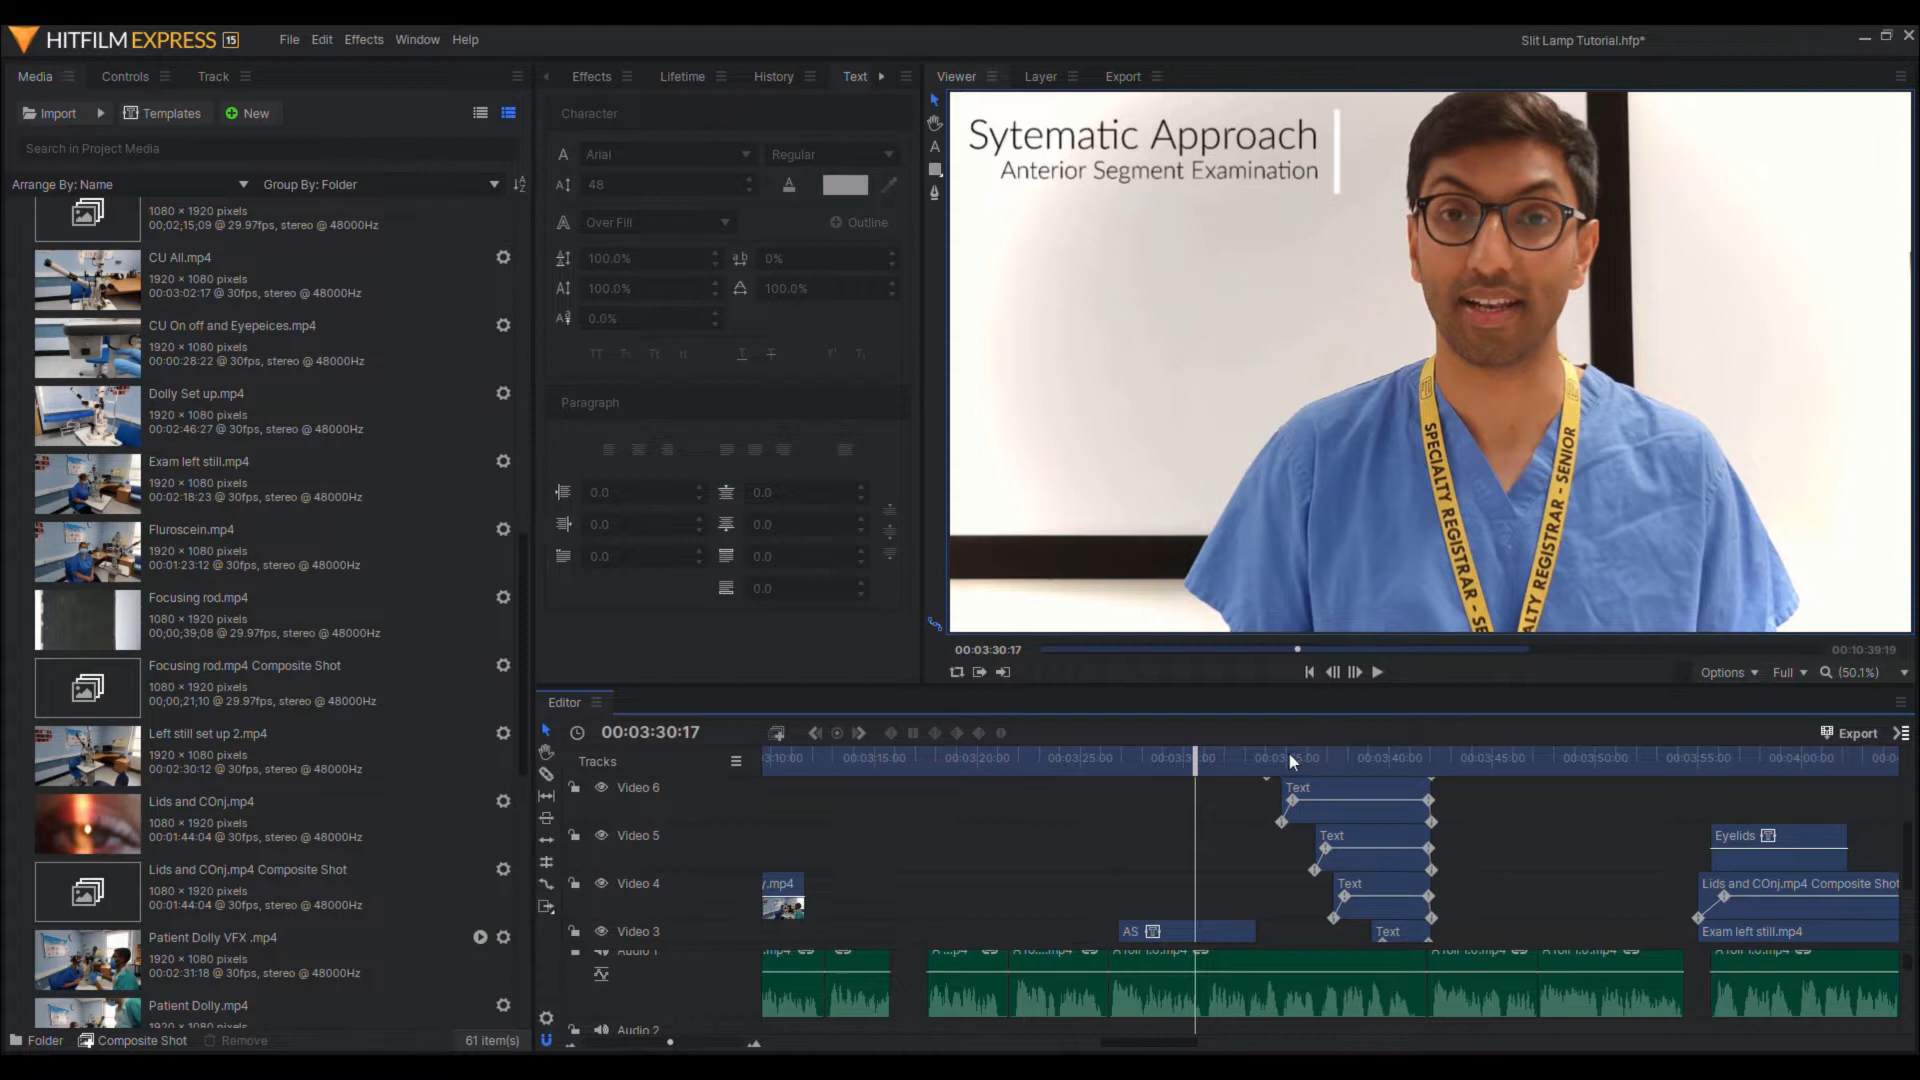 HITFILM EXPRESS 15
File Edit Effects Window Help
Slit Lamp Tutorial.hfp*
Media Controls Track
Effects Lifetime History Text
Viewer Layer Export
Import Templates New
Search in Project Media
Arrange By: Name Group By: Folder
1080 × 1920 pixels
00;02;15;09 @ 29.97fps, stereo @ 48000Hz
CU All.mp4
1920 × 1080 pixels
00:03:02:17 @ 30fps, stereo @ 48000Hz
CU On off and Eyepeices.mp4
1920 × 1080 pixels
00:00:28:22 @ 30fps, stereo @ 48000Hz
Dolly Set up.mp4
1920 × 1080 pixels
00:02:46:27 @ 30fps, stereo @ 48000Hz
Exam left still.mp4
1920 × 1080 pixels
00:02:18:23 @ 30fps, stereo @ 48000Hz
Fluroscein.mp4
1920 × 1080 pixels
00:01:23:12 @ 30fps, stereo @ 48000Hz
Focusing rod.mp4
1080 × 1920 pixels
00;00;39;08 @ 29.97fps, stereo @ 48000Hz
Focusing rod.mp4 Composite Shot
1080 × 1920 pixels
00;00;21;10 @ 29.97fps, stereo @ 48000Hz
Left still set up 2.mp4
1920 × 1080 pixels
00:02:30:12 @ 30fps, stereo @ 48000Hz
Lids and COnj.mp4
1920 × 1080 pixels
00:01:44:04 @ 30fps, stereo @ 48000Hz
Lids and COnj.mp4 Composite Shot
1920 × 1080 pixels
00:01:44:04 @ 30fps, stereo @ 48000Hz
Patient Dolly VFX .mp4
1920 × 1080 pixels
00:02:31:18 @ 30fps, stereo @ 48000Hz
Patient Dolly.mp4
1920 × 1080 pixels
Folder Composite Shot Remove 61 item(s)
Character
Arial Regular
48
Over Fill Outline
100.0% 0%
100.0% 100.0%
0.0%
Paragraph
0.0 0.0
0.0 0.0
0.0 0.0
0.0
Sytematic Approach
Anterior Segment Examination
SPECIALTY REGISTRAR - SE
ALTY REGISTRAR - SENIOR
00:03:30:17 00:10:39:19
Options Full (50.1%)
Editor
00:03:30:17
Export
Tracks
3:10:00 00:03:15:00 00:03:20:00 00:03:25:00 00:03:40:00 00:03:45:00 00:03:50:00 00:03:55:00 00:04:00:00
Video 6
Text
Video 5
Text
Eyelids
Video 4
y.mp4
Text
Lids and COnj.mp4 Composite Shot
Video 3
AS
Text
Exam left still.mp4
Audio 1
Audio 2